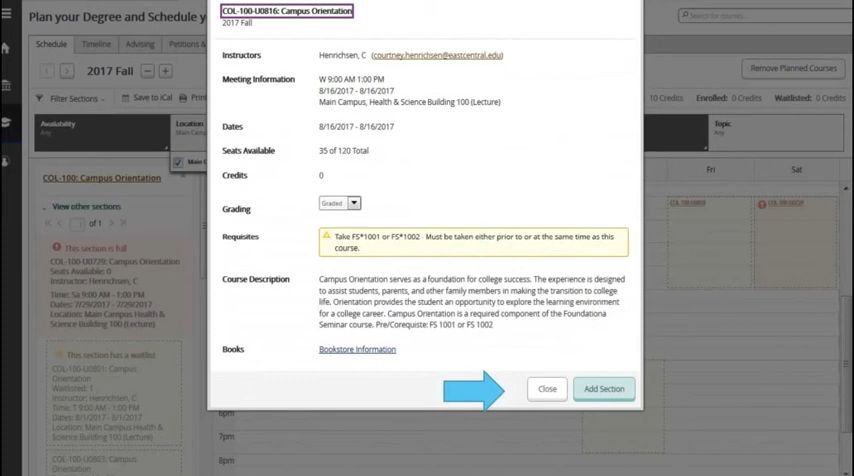 COL-100-U0816: Campus Orientation
2017 Fall
Plan your Degree and Schedule y
Search for courses...
Schedule
Timeline
Advising
Petitions &
2017 Fall
Remove Planned Courses
Filter Sections
Save to iCal
Print
10 Credits
Enrolled: 0 Credits
Waitlisted: 0 Credits
Availability
Any
Location
Main Cam
Topic
Any
Main C
Instructors
Henrichsen, C (courtney.henrichsen@eastcentral.edu)
Meeting Information
W 9:00 AM 1:00 PM
8/16/2017 - 8/16/2017
Main Campus, Health & Science Building 100 (Lecture)
Dates
8/16/2017 - 8/16/2017
Seats Available
35 of 120 Total
Credits
0
Grading
Graded
Requisites
Take FS*1001 or FS*1002 - Must be taken either prior to or at the same time as this
course.
Course Description
Campus Orientation serves as a foundation for college success. The experience is designed
to assist students, parents, and other family members in making the transition to college
life. Orientation provides the student an opportunity to explore the learning environment
for a college career. Campus Orientation is a required component of the Foundationa
Seminar course. Pre/Corequiste: FS 1001 or FS 1002
Books
Bookstore Information
Close
Add Section
COL-100: Campus Orientation
View other sections
1 of 1
This section is full
COL-100-U0729: Campus Orientation
Seats Available: 0
Instructor: Henrichsen, C
Time: Sa 9:00 AM - 1:00 PM
Dates: 7/29/2017 - 7/29/2017
Location: Main Campus Health &
Science Building 100 (Lecture)
This section has a waitlist
COL-100-U0801: Campus
Orientation
Waitlisted: 1
Instructor: Henrichsen, C
Time: T 9:00 AM - 1:00 PM
Dates: 8/1/2017 - 8/1/2017
Location: Main Campus Health &
Science Building 100 (Lecture)
COL-100-U0803: Campus
Orientation
Fri
Sat
6pm
7pm
8pm